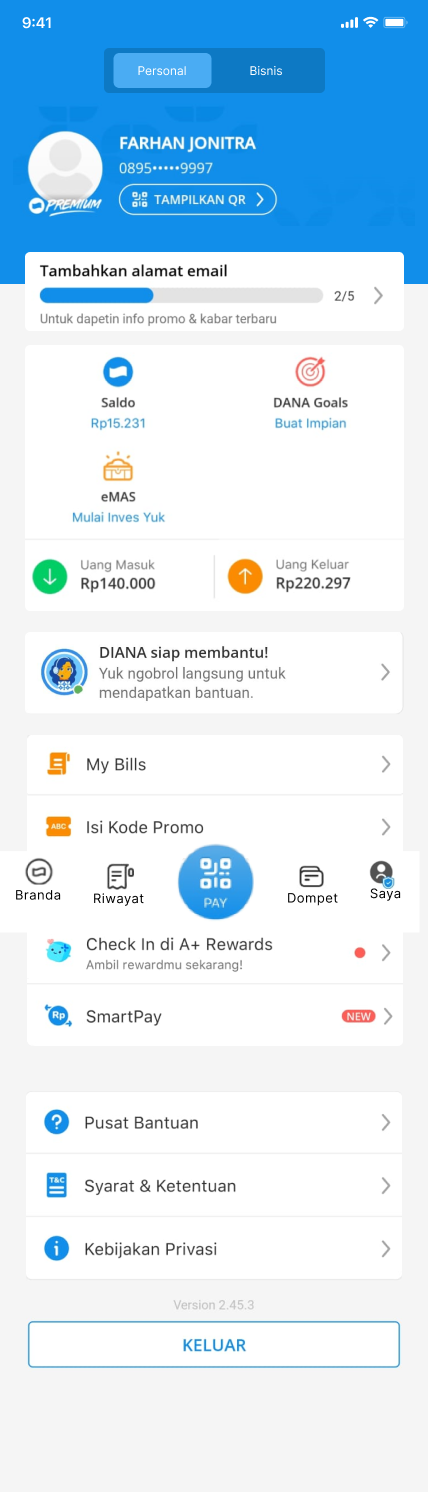 9:41
Personal
Bisnis
FARHAN JONITRA
0895•••••9997
PREMIUM
TAMPILKAN QR
Tambahkan alamat email
2/5
Untuk dapetin info promo & kabar terbaru
Saldo
Rp15.231
DANA Goals
Buat Impian
eMAS
Mulai Inves Yuk
Uang Masuk
Rp140.000
Uang Keluar
Rp220.297
DIANA siap membantu!
Yuk ngobrol langsung untuk
mendapatkan bantuan.
My Bills
ABC
Isi Kode Promo
Branda
Riwayat
PAY
Dompet
Saya
Check In di A+ Rewards
Ambil rewardmu sekarang!
Rp
SmartPay
NEW
Pusat Bantuan
T&C
Syarat & Ketentuan
Kebijakan Privasi
Version 2.45.3
KELUAR